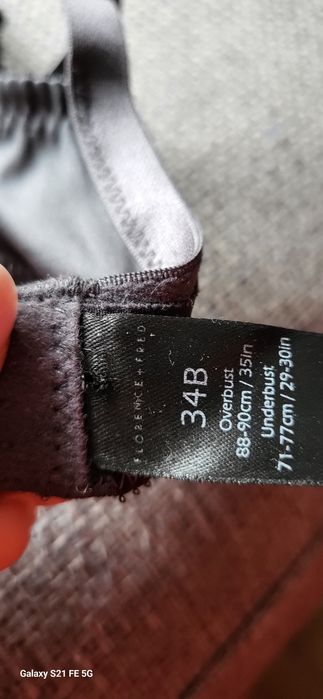 FLORENCE + FRED
34B
Overbust
88-90cm / 35in
Underbust
71-77cm / 29-30in
Galaxy S21 FE 5G